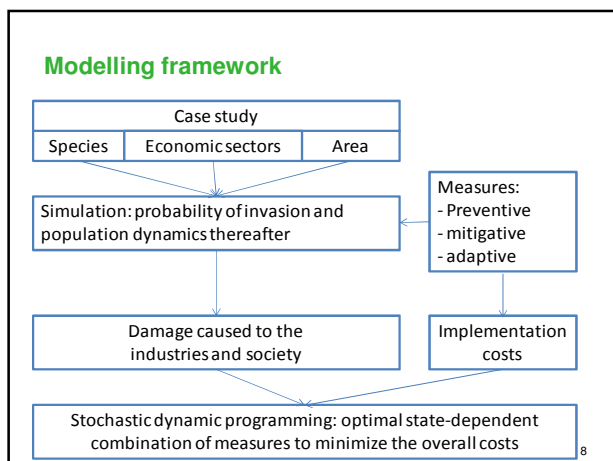 Modelling framework
Case study
Species
Economic sectors
Area
Simulation: probability of invasion and
population dynamics thereafter
Measures:
- Preventive
- mitigative
- adaptive
Damage caused to the
industries and society
Implementation
costs
Stochastic dynamic programming: optimal state-dependent
combination of measures to minimize the overall costs
8